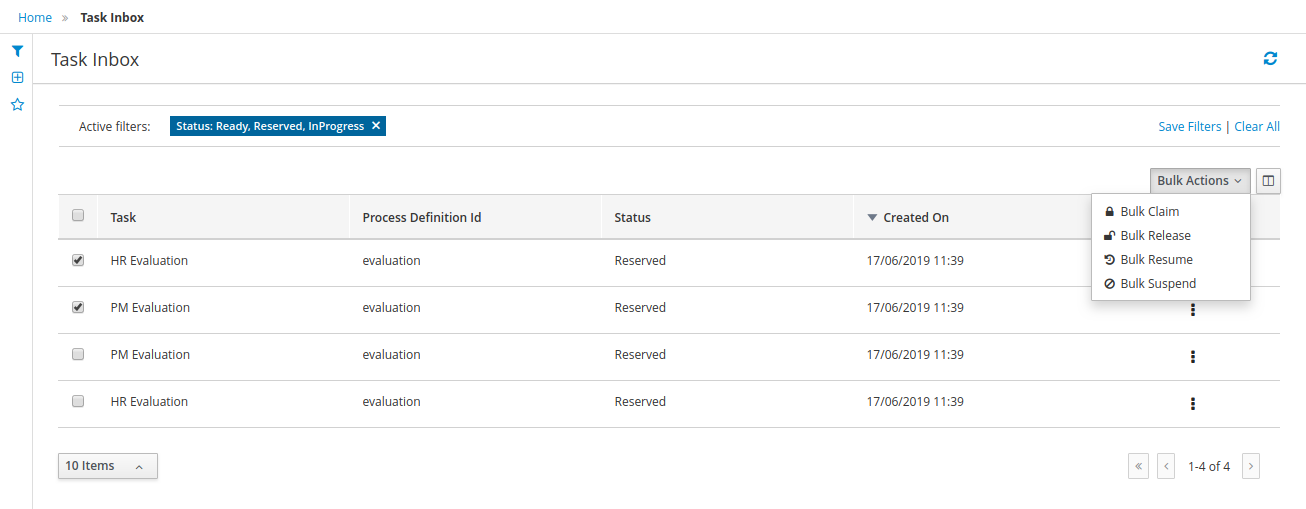 Home » Task Inbox
Task Inbox
Active filters: Status: Ready, Reserved, InProgress ✕ Save Filters | Clear All
Bulk Actions
Bulk Claim
Bulk Release
Bulk Resume
Bulk Suspend
Task Process Definition Id Status Created On
HR Evaluation evaluation Reserved 17/06/2019 11:39
PM Evaluation evaluation Reserved 17/06/2019 11:39
PM Evaluation evaluation Reserved 17/06/2019 11:39
HR Evaluation evaluation Reserved 17/06/2019 11:39
10 Items « ‹ 1-4 of 4 ›